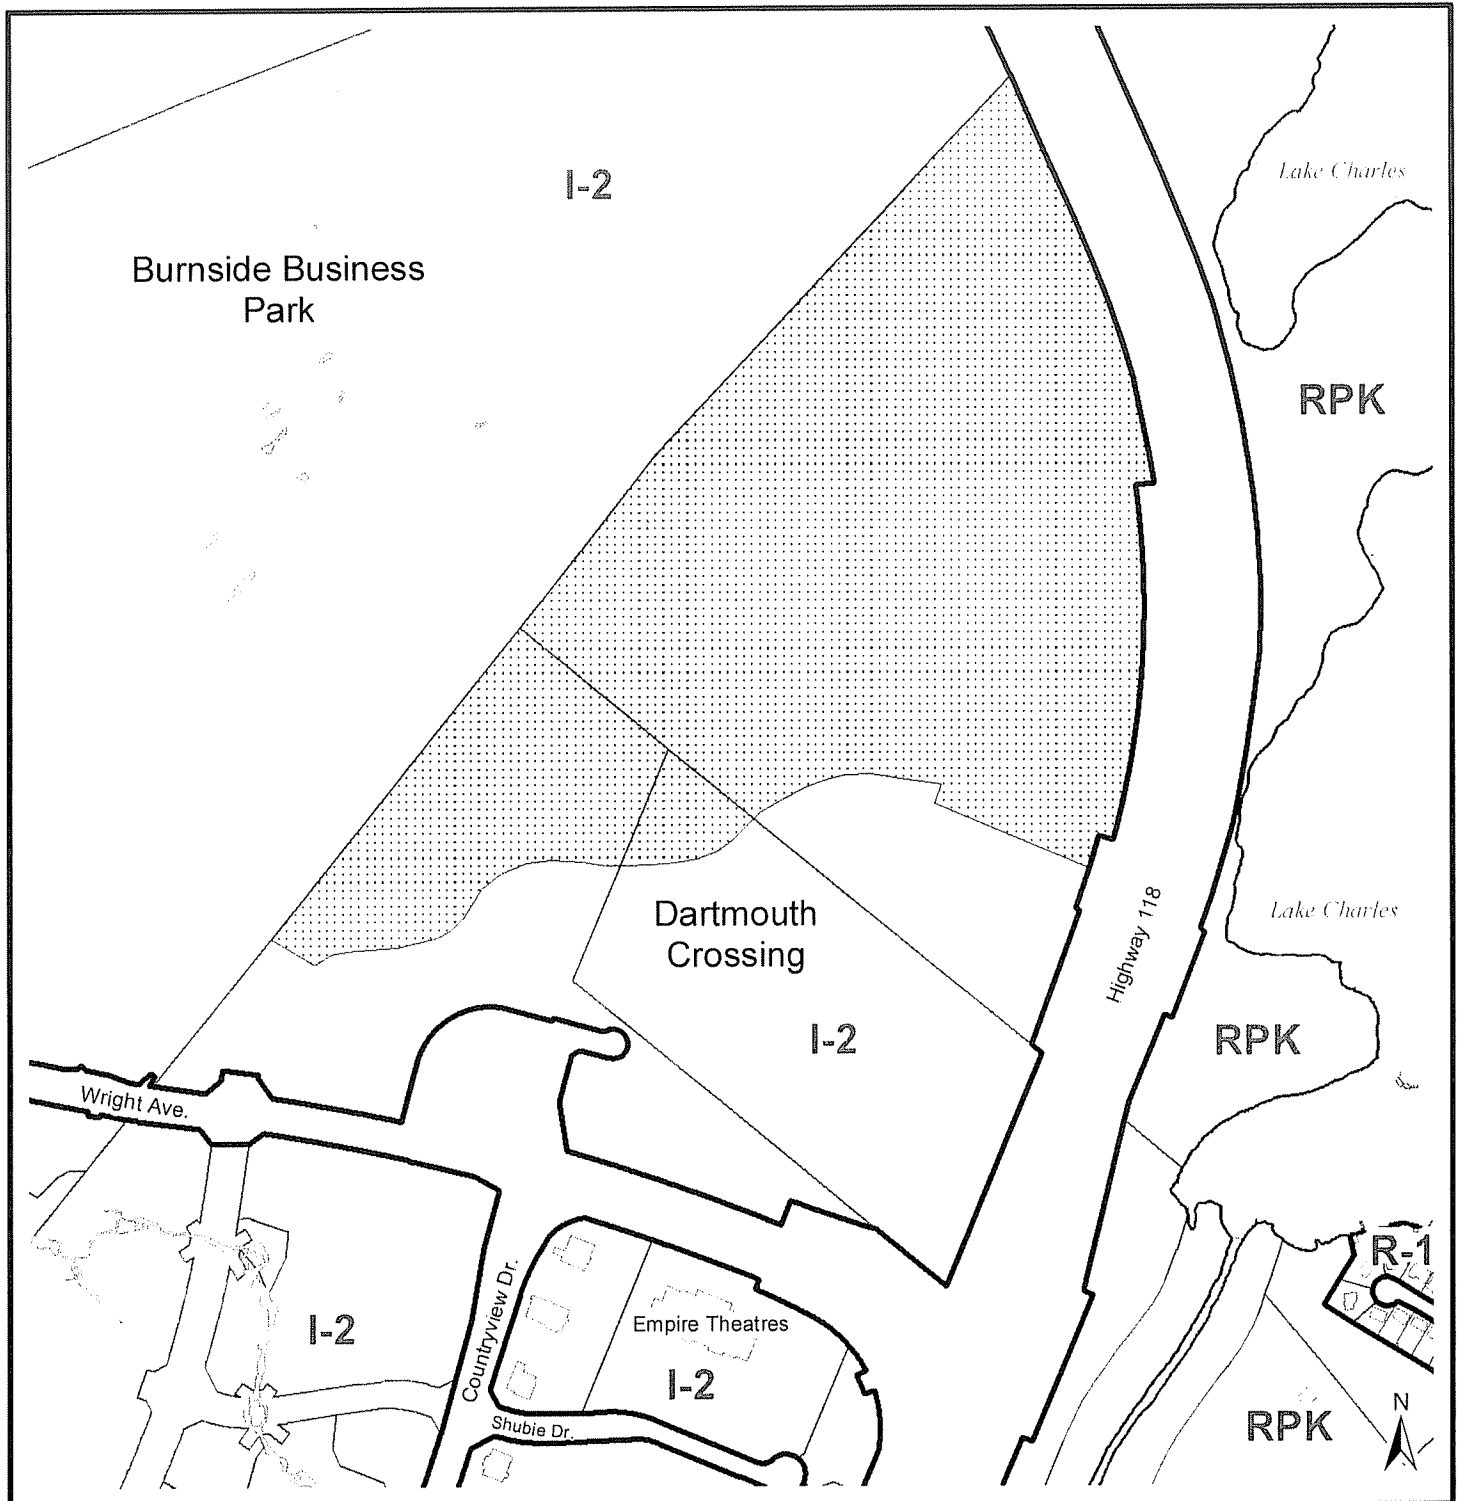 I-2
Lake Charles
Burnside Business
Park
RPK
Dartmouth
Crossing
Lake Charles
Highway 118
I-2
RPK
Wright Ave.
R-1
Countryview Dr.
I-2
Empire Theatres
I-2
Shubie Dr.
RPK
N